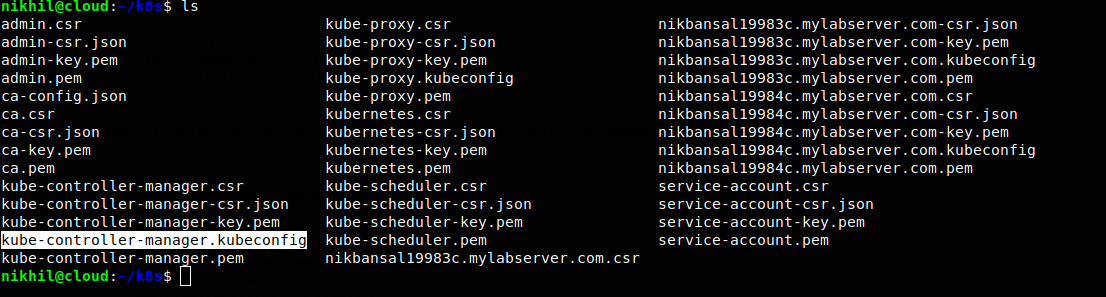 nikhil@cloud:~/k8s$ ls
admin.csr kube-proxy.csr nikbansal19983c.mylabserver.com-csr.json
admin-csr.json kube-proxy-csr.json nikbansal19983c.mylabserver.com-key.pem
admin-key.pem kube-proxy-key.pem nikbansal19983c.mylabserver.com.kubeconfig
admin.pem kube-proxy.kubeconfig nikbansal19983c.mylabserver.com.pem
ca-config.json kube-proxy.pem nikbansal19984c.mylabserver.com.csr
ca.csr kubernetes.csr nikbansal19984c.mylabserver.com-csr.json
ca-csr.json kubernetes-csr.json nikbansal19984c.mylabserver.com-key.pem
ca-key.pem kubernetes-key.pem nikbansal19984c.mylabserver.com.kubeconfig
ca.pem kubernetes.pem nikbansal19984c.mylabserver.com.pem
kube-controller-manager.csr kube-scheduler.csr service-account.csr
kube-controller-manager-csr.json kube-scheduler-csr.json service-account-csr.json
kube-controller-manager-key.pem kube-scheduler-key.pem service-account-key.pem
kube-controller-manager.kubeconfig kube-scheduler.pem service-account.pem
kube-controller-manager.pem nikbansal19983c.mylabserver.com.csr
nikhil@cloud:~/k8s$